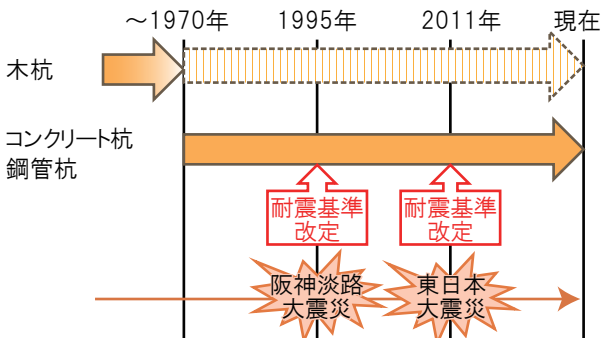 ～1970年
1995年
2011年
現在
木杭
コンクリート杭
鋼管杭
耐震基準
改定
耐震基準
改定
阪神淡路
大震災
東日本
大震災